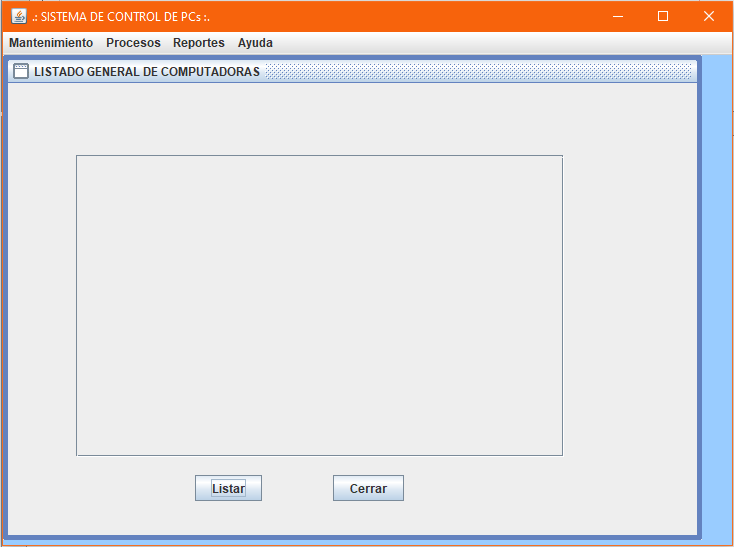 .: SISTEMA DE CONTROL DE PCs :.
Mantenimiento Procesos Reportes Ayuda
LISTADO GENERAL DE COMPUTADORAS
Listar Cerrar